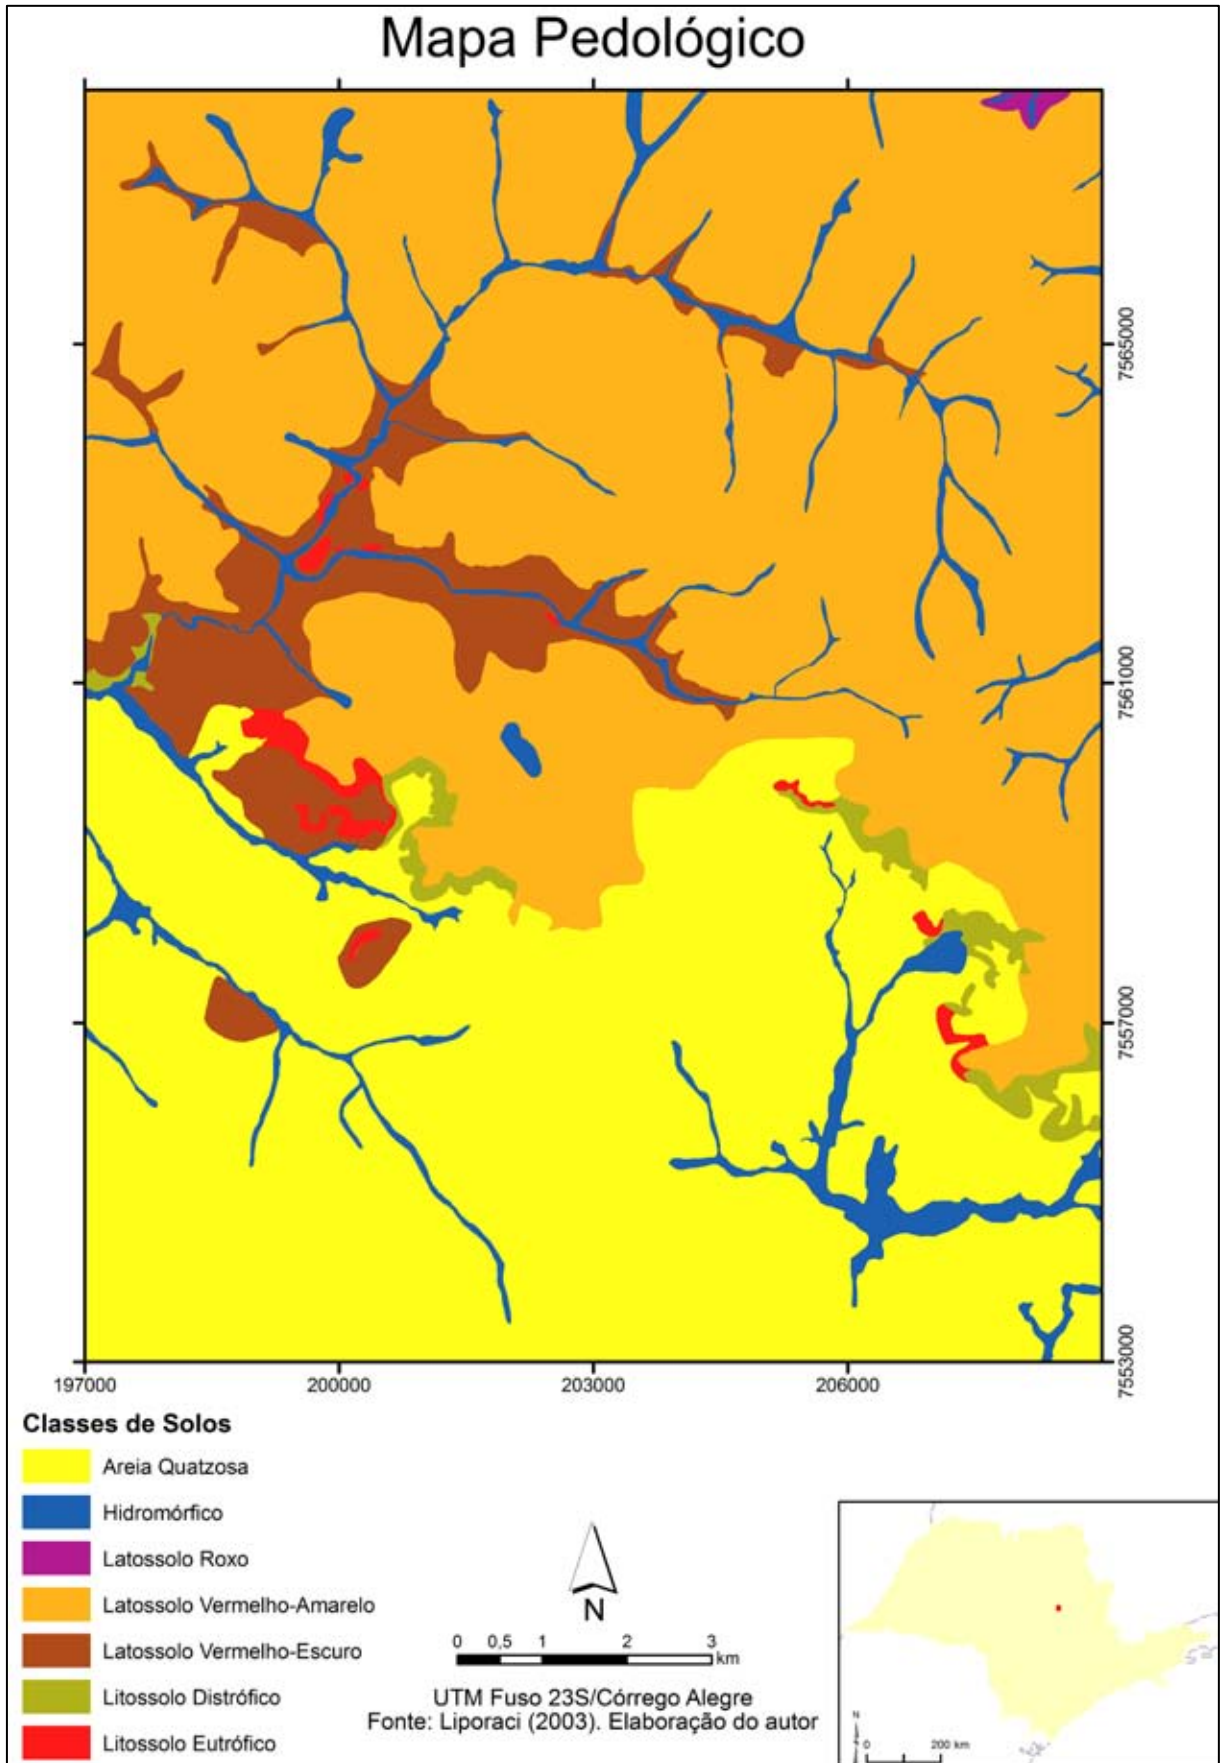 Mapa Pedológico
7565000
7561000
7557000
7553000
197000
200000
203000
206000
Classes de Solos
Areia Quatzosa
Hidromórfico
Latossolo Roxo
Latossolo Vermelho-Amarelo
Latossolo Vermelho-Escuro
Litossolo Distrófico
Litossolo Eutrófico
N
0 0,5 1 2 3
km
UTM Fuso 23S/Córrego Alegre
Fonte: Liporaci (2003). Elaboração do autor
N
0 200 km